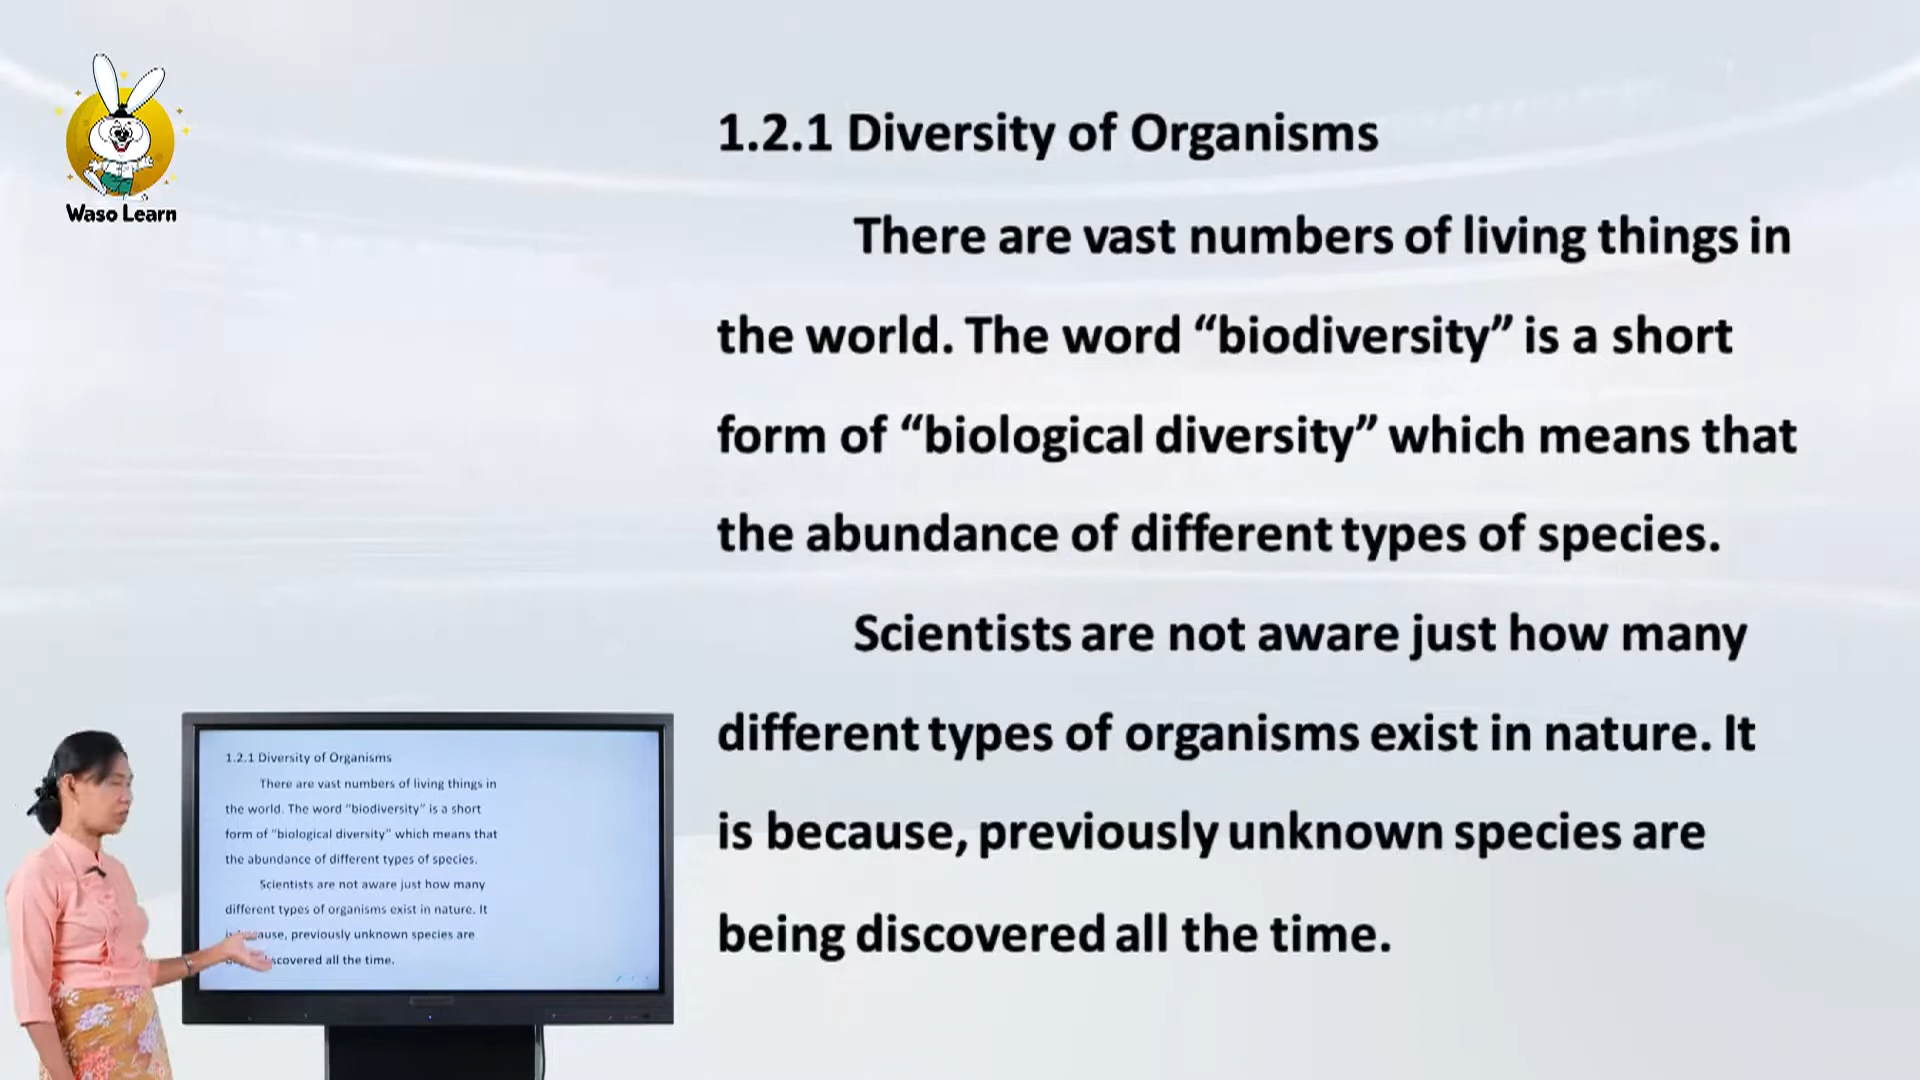 Waso Learn
1.2.1 Diversity of Organisms
There are vast numbers of living things in
the world. The word “biodiversity” is a short
form of “biological diversity” which means that
the abundance of different types of species.
Scientists are not aware just how many
different types of organisms exist in nature. It
is because, previously unknown species are
being discovered all the time.
1.2.1 Diversity of Organisms
There are vast numbers of living things in
the world. The word “biodiversity” is a short
form of “biological diversity” which means that
the abundance of different types of species.
Scientists are not aware just how many
different types of organisms exist in nature. It
previously unknown species are
all the time.